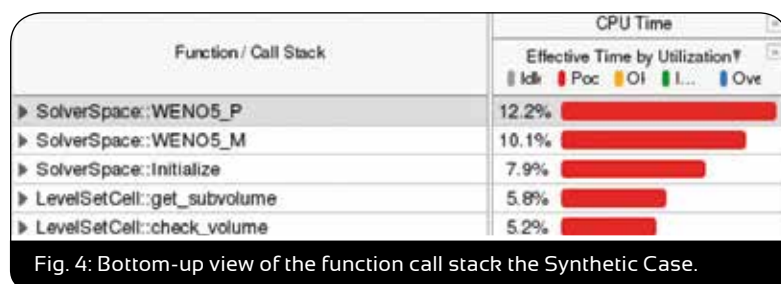 CPU Time
Function / Call Stack
Effective Time by Utilization▼
Idle Poc Ol I... Ove
▶ SolverSpace::WENO5_P 12.2%
▶ SolverSpace::WENO5_M 10.1%
▶ SolverSpace::Initialize 7.9%
▶ LevelSetCell::get_subvolume 5.8%
▶ LevelSetCell::check_volume 5.2%
Fig. 4: Bottom-up view of the function call stack the Synthetic Case.